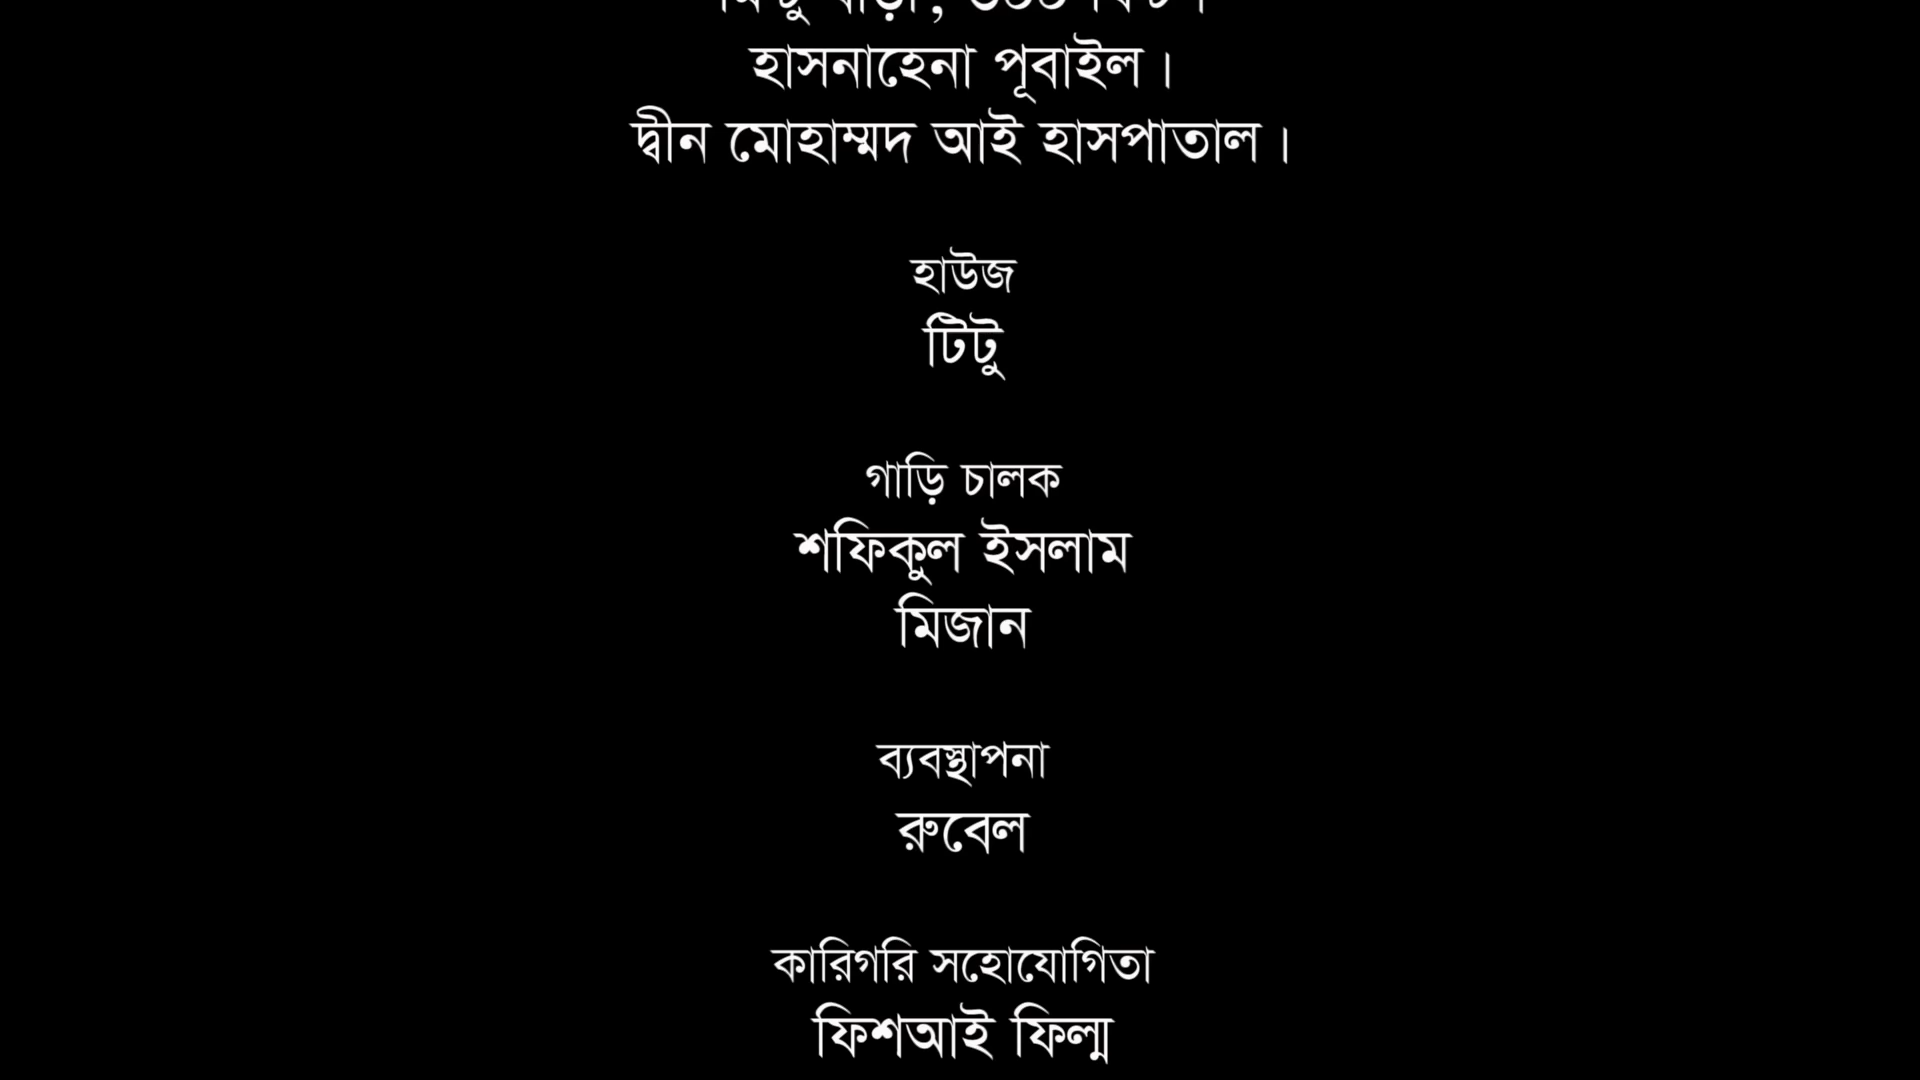 হাসনাহেনা পূবাইল।
দ্বীন মোহাম্মদ আই হাসপাতাল।
হাউজ
টিটু
গাড়ি চালক
শফিকুল ইসলাম
মিজান
ব্যবস্থাপনা
রুবেল
কারিগরি সহোযোগিতা
ফিশআই ফিল্ম